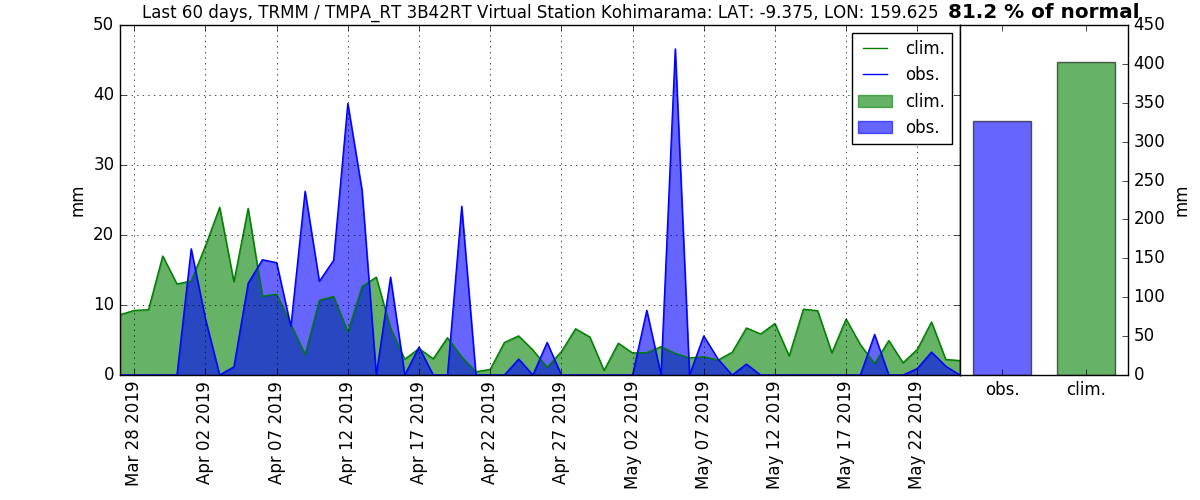 Last 60 days, TRMM / TMPA_RT 3B42RT Virtual Station Kohimarama: LAT: -9.375, LON: 159.625 81.2 % of normal
50
40
30
20
10
0
mm
clim.
obs.
clim.
obs.
450
400
350
300
250
200
150
100
50
0
mm
Mar 28 2019
Apr 02 2019
Apr 07 2019
Apr 12 2019
Apr 17 2019
Apr 22 2019
Apr 27 2019
May 02 2019
May 07 2019
May 12 2019
May 17 2019
May 22 2019
obs.
clim.